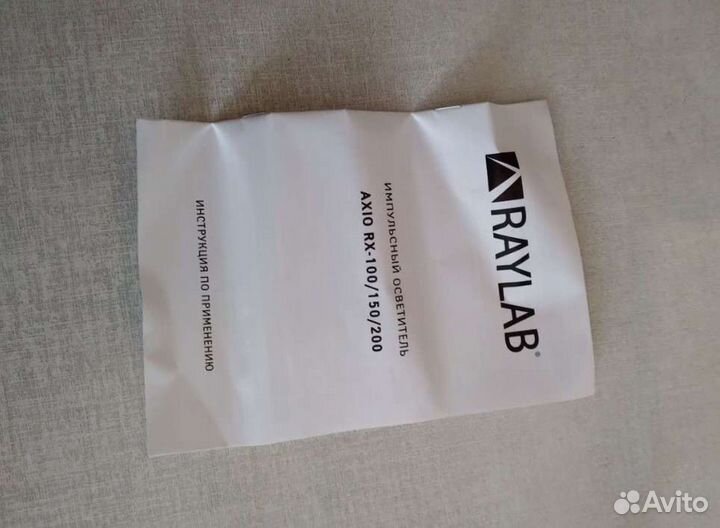 RAYLAB®
ИМПУЛЬСНЫЙ ОСВЕТИТЕЛЬ
AXIO RX-100/150/200
ИНСТРУКЦИЯ ПО ПРИМЕНЕНИЮ
Avito